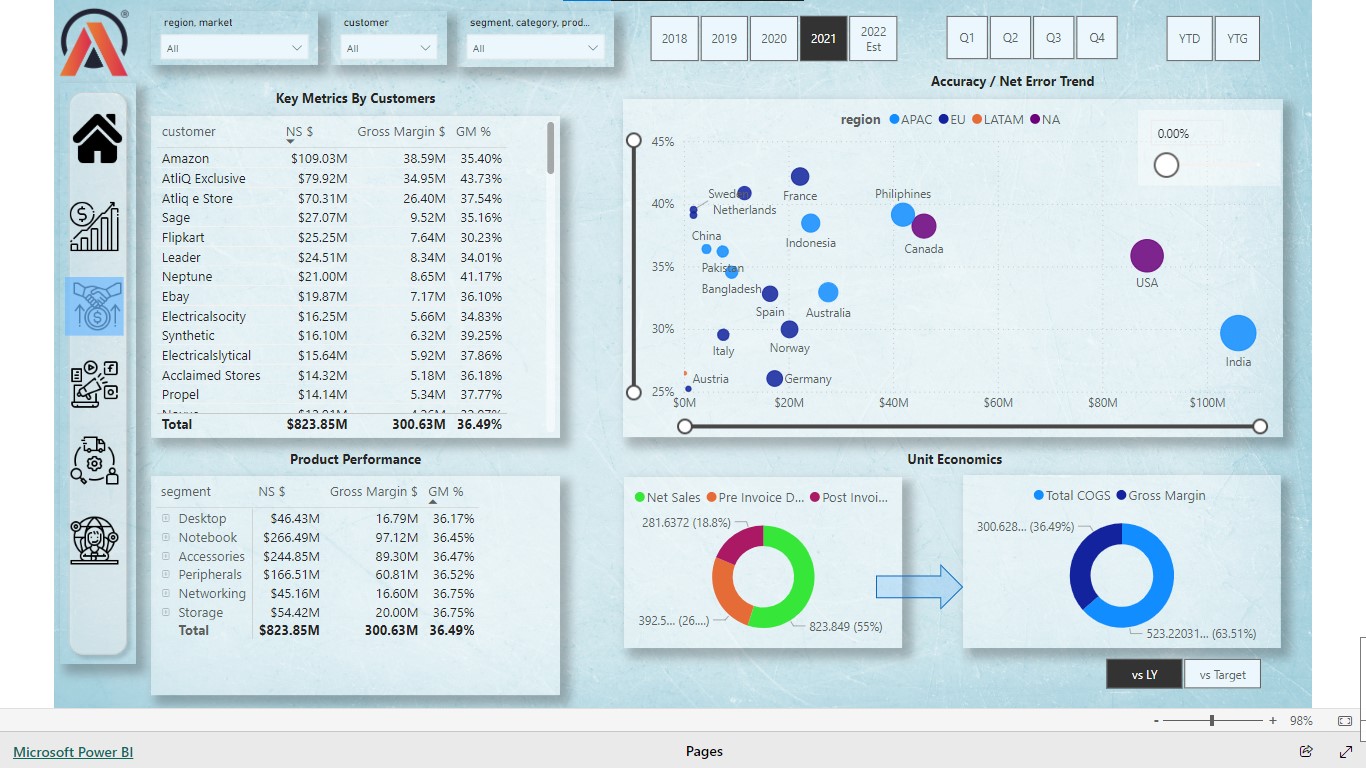 region, market
customer
segment, category, prod...
All
All
All
2018
2019
2020
2021
2022 Est
Q1
Q2
Q3
Q4
YTD
YTG
Key Metrics By Customers
customer NS $ Gross Margin $ GM %
Amazon $109.03M 38.59M 35.40%
AtliQ Exclusive $79.92M 34.95M 43.73%
Atliq e Store $70.31M 26.40M 37.54%
Sage $27.07M 9.52M 35.16%
Flipkart $25.25M 7.64M 30.23%
Leader $24.51M 8.34M 34.01%
Neptune $21.00M 8.65M 41.17%
Ebay $19.87M 7.17M 36.10%
Electricalsocity $16.25M 5.66M 34.83%
Synthetic $16.10M 6.32M 39.25%
Electricalslytical $15.64M 5.92M 37.86%
Acclaimed Stores $14.32M 5.18M 36.18%
Propel $14.14M 5.34M 37.77%
Total $823.85M 300.63M 36.49%
Accuracy / Net Error Trend
region APAC EU LATAM NA
0.00%
45%
40%
35%
30%
25%
Sweden
Netherlands
France
Philiphines
China
Indonesia
Canada
Pakistan
USA
Bangladesh
Spain
Australia
Italy
Norway
India
Austria
Germany
$0M $20M $40M $60M $80M $100M
Product Performance
segment NS $ Gross Margin $ GM %
Desktop $46.43M 16.79M 36.17%
Notebook $266.49M 97.12M 36.45%
Accessories $244.85M 89.30M 36.47%
Peripherals $166.51M 60.81M 36.52%
Networking $45.16M 16.60M 36.75%
Storage $54.42M 20.00M 36.75%
Total $823.85M 300.63M 36.49%
Unit Economics
Net Sales Pre Invoice D... Post Invoi...
281.6372 (18.8%)
392.5... (26....)
823.849 (55%)
Total COGS Gross Margin
300.628... (36.49%)
523.22031... (63.51%)
vs LY
vs Target
- + 98%
Microsoft Power BI
Pages